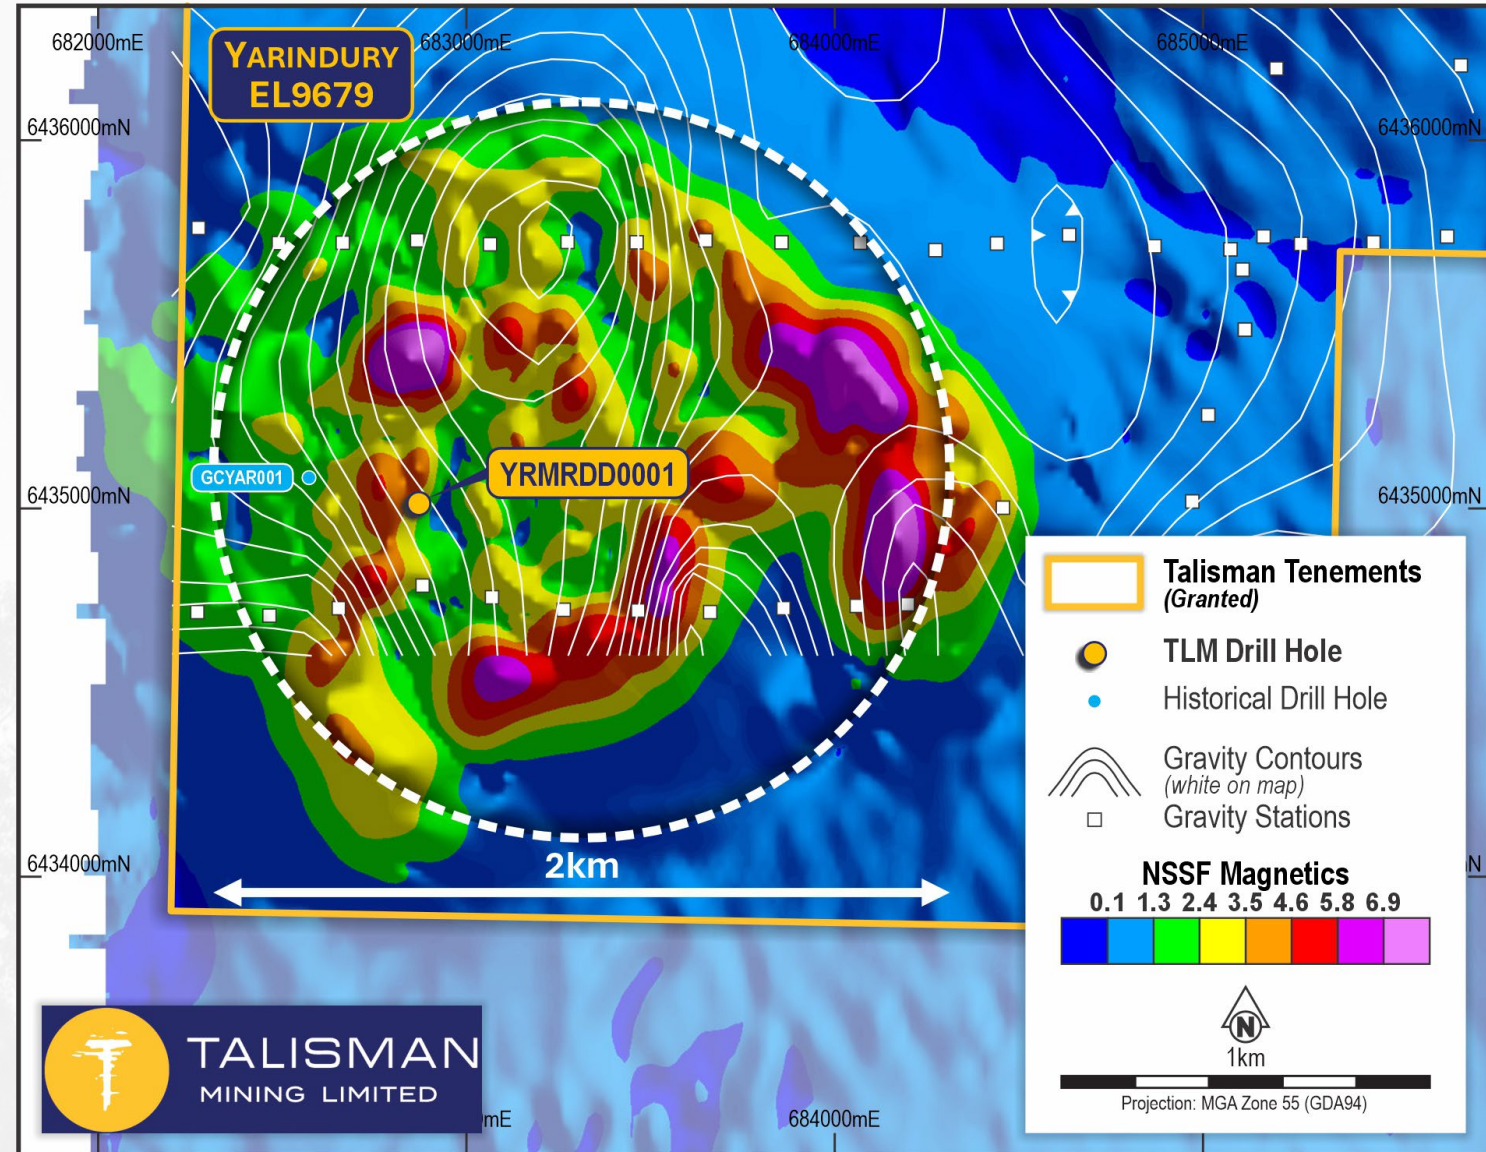 682000mE
683000mE
684000mE
685000mE
YARINDURY
EL9679
6436000mN
6436000mN
GCYAR001
YRMRDD0001
6435000mN
6435000mN
2km
6434000mN
N
Talisman Tenements
(Granted)
TLM Drill Hole
Historical Drill Hole
Gravity Contours
(white on map)
Gravity Stations
NSSF Magnetics
0.1 1.3 2.4 3.5 4.6 5.8 6.9
N
1km
Projection: MGA Zone 55 (GDA94)
TALISMAN
MINING LIMITED
mE
684000mE